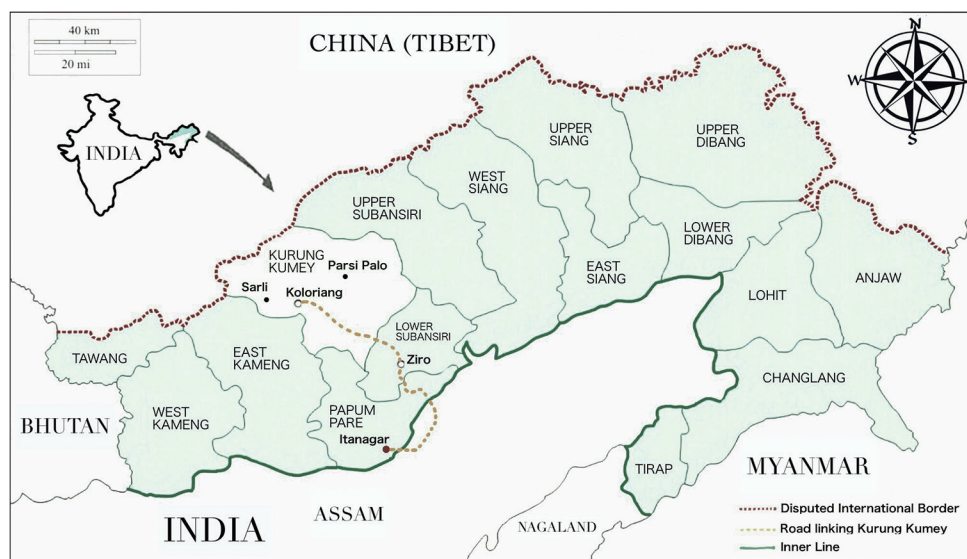 40 km
20 mi
CHINA (TIBET)
N
W
E
S
INDIA
UPPER
SIANG
UPPER
DIBANG
WEST
SIANG
UPPER
SUBANSIRI
LOWER
DIBANG
KURUNG
KUMEY
Parsi Palo
EAST
SIANG
ANJAW
Sarli
Koloriang
LOHIT
LOWER
SUBANSIRI
TAWANG
EAST
KAMENG
Ziro
CHANGLANG
BHUTAN
WEST
KAMENG
PAPUM
PARE
Itanagar
TIRAP
MYANMAR
INDIA
ASSAM
NAGALAND
Disputed International Border
Road linking Kurung Kumey
Inner Line